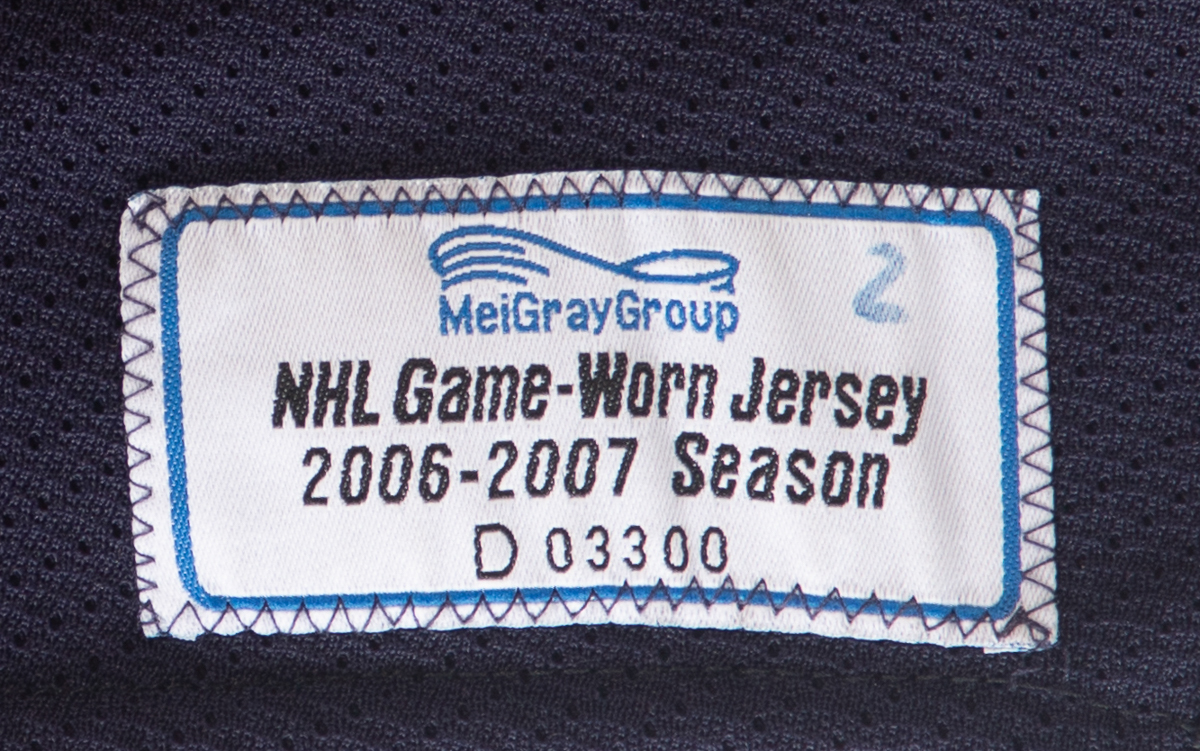 MeiGrayGroup
2
NHL Game-Worn Jersey
2006-2007 Season
D 03300